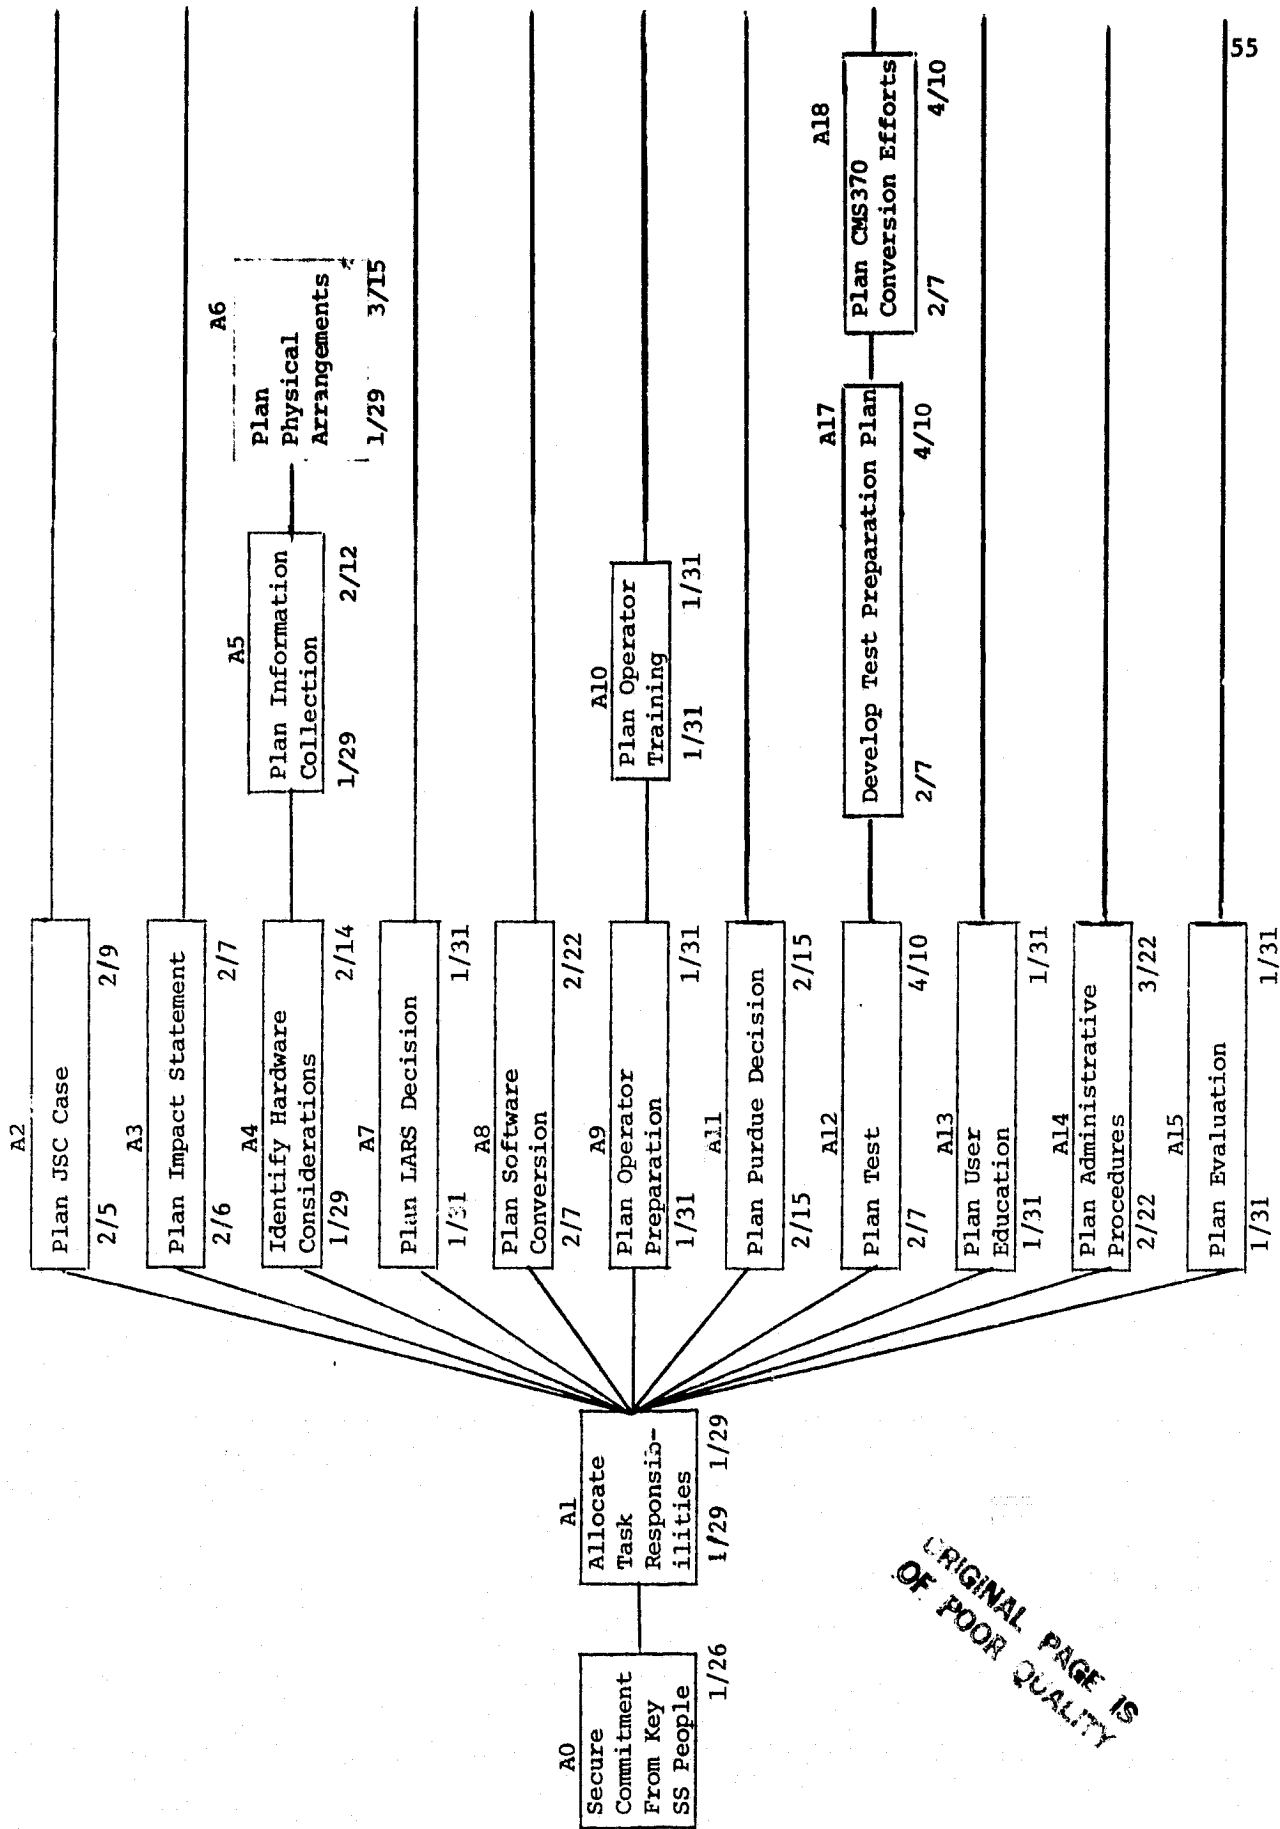 A0
Secure
Commitment
From Key
SS People
1/26
A1
Allocate
Task
Responsib-
ilities
1/29 1/29
A2
Plan JSC Case
2/5 2/9
A3
Plan Impact Statement
2/6 2/7
A4
Identify Hardware
Considerations
1/29 2/14
A5
Plan Information
Collection
1/29 2/12
A6
Plan
Physical
Arrangements
1/29 3/15
A7
Plan LARS Decision
1/31 1/31
A8
Plan Software
Conversion
2/7 2/22
A9
Plan Operator
Preparation
1/31 1/31
A10
Plan Operator
Training
1/31 1/31
A11
Plan Purdue Decision
2/15 2/15
A12
Plan Test
2/7 4/10
A17
Develop Test Preparation Plan
2/7 4/10
A18
Plan CMS370
Conversion Efforts
2/7 4/10
A13
Plan User
Education
1/31 1/31
A14
Plan Administrative
Procedures
2/22 3/22
A15
Plan Evaluation
1/31 1/31
ORIGINAL PAGE IS
OF POOR QUALITY
55